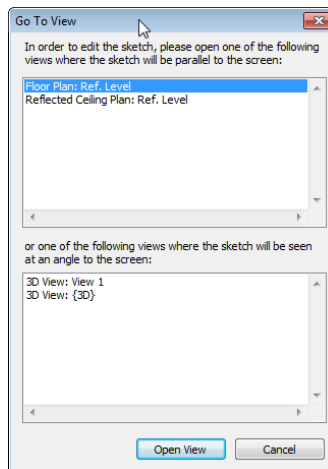 Go To View
In order to edit the sketch, please open one of the following
views where the sketch will be parallel to the screen:
Floor Plan: Ref. Level
Reflected Ceiling Plan: Ref. Level
or one of the following views where the sketch will be seen
at an angle to the screen:
3D View: View 1
3D View: {3D}
Open View
Cancel